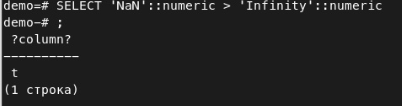 demo=# SELECT 'NaN'::numeric > 'Infinity'::numeric
demo-# ;
?column?
----------
t
(1 строка)